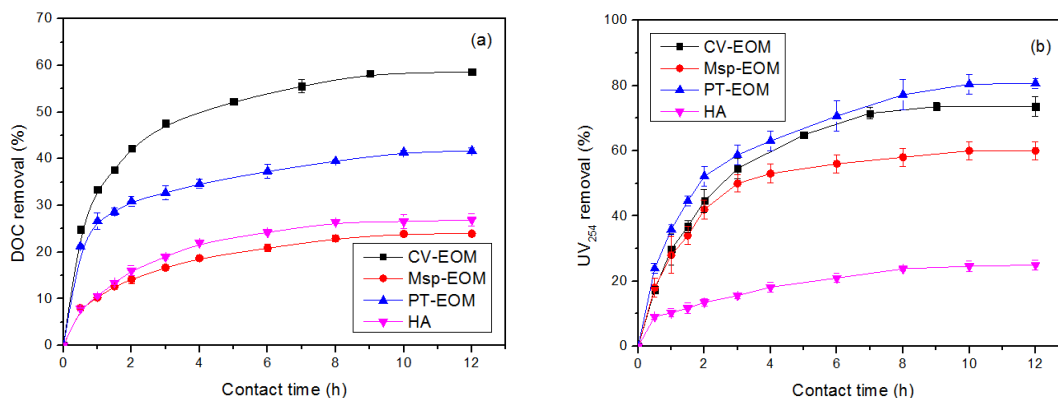 (a)
DOC removal (%)
70
60
50
40
30
20
10
0
CV-EOM
Msp-EOM
PT-EOM
HA
0 2 4 6 8 10 12
Contact time (h)
(b)
UV254 removal (%)
100
80
60
40
20
0
CV-EOM
Msp-EOM
PT-EOM
HA
0 2 4 6 8 10 12
Contact time (h)